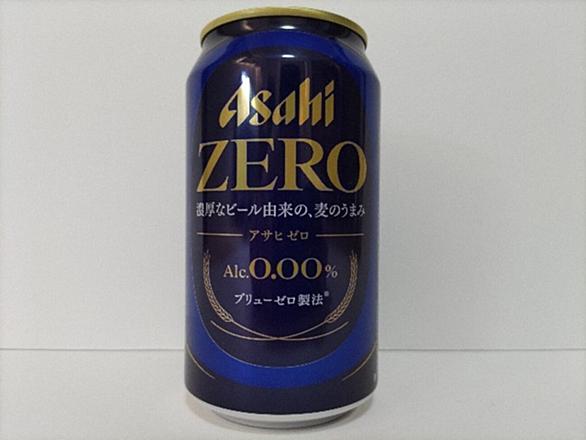 Asahi
ZERO
濃厚なビール由来の、麦のうまみ
アサヒ ゼロ
Alc.0.00%
ブリューゼロ製法※